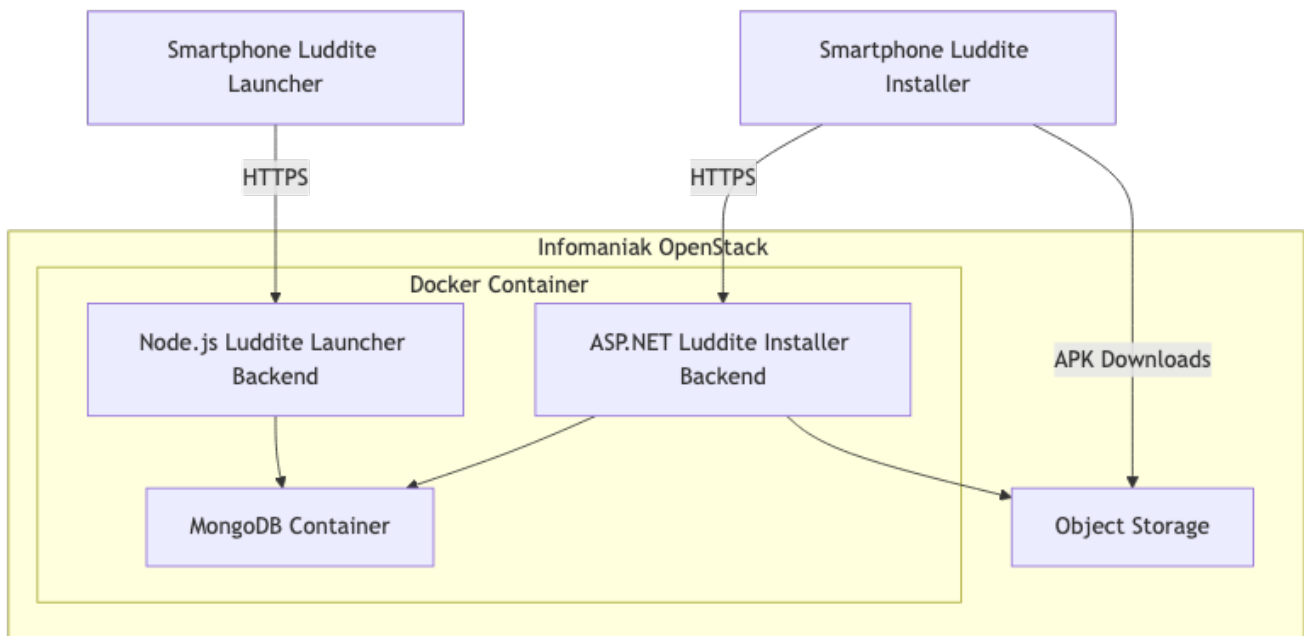 Smartphone Luddite
Launcher
Smartphone Luddite
Installer
HTTPS
HTTPS
Infomaniak OpenStack
Docker Container
Node.js Luddite Launcher
Backend
ASP.NET Luddite Installer
Backend
APK Downloads
MongoDB Container
Object Storage